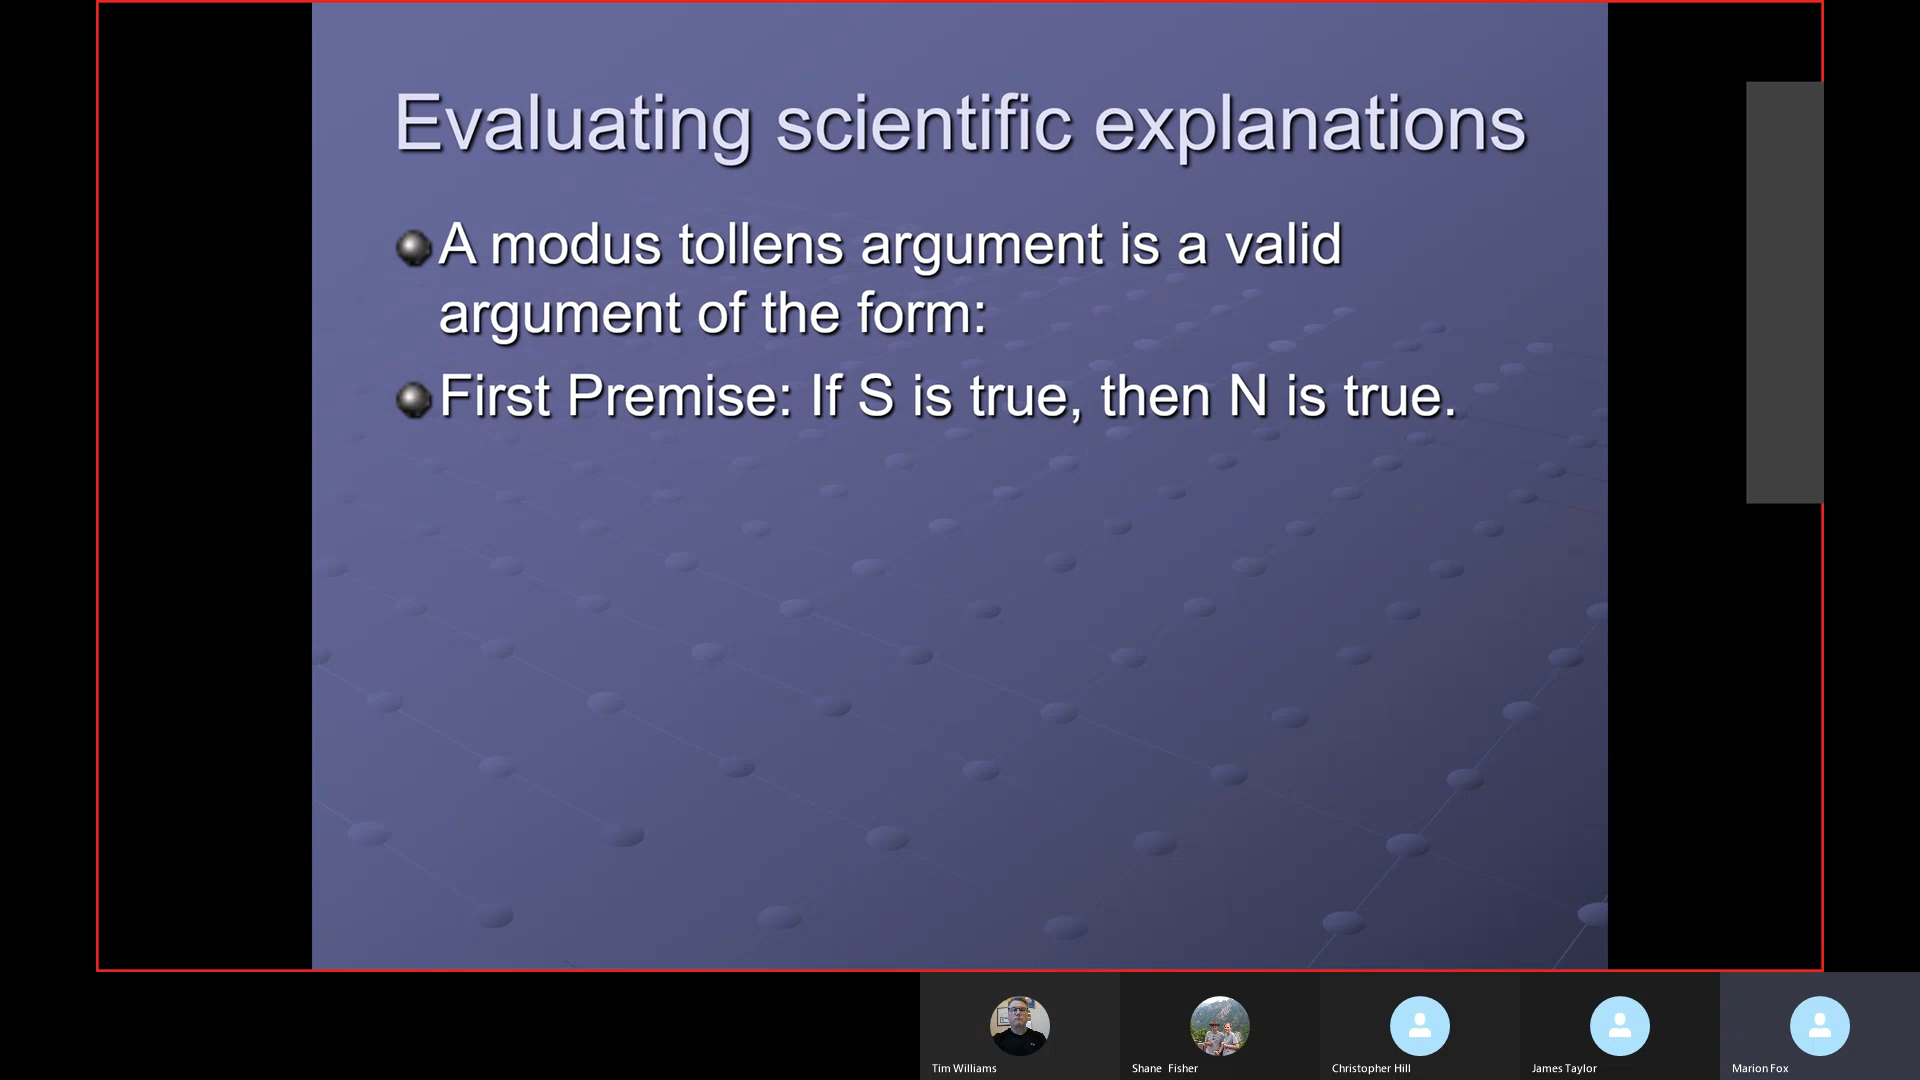 Evaluating scientific explanations
A modus tollens argument is a valid
argument of the form:
First Premise: If S is true, then N is true.
Tim Williams
Shane Fisher
Christopher Hill
James Taylor
Marion Fox